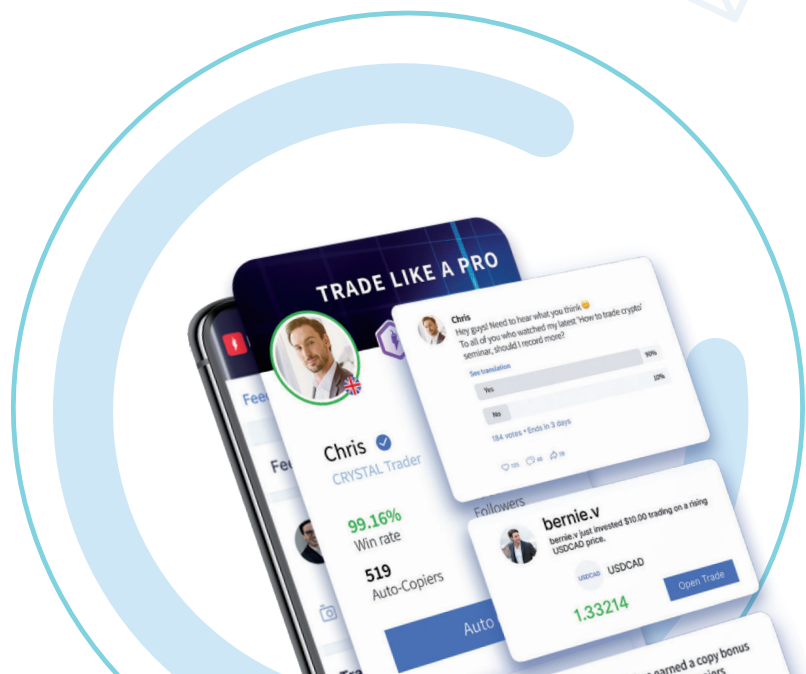 TRADE LIKE A PRO
Chris
Hey guys! Need to hear what you think
To all of you who watched my latest 'How to trade crypto'
seminar, should I record more?
See translation
Yes
90%
No
10%
184 votes • Ends in 3 days
Chris
CRYSTAL Trader
99.16%
Win rate
Followers
519
Auto-Copiers
Auto
bernie.v
bernie.v just invested $10.00 trading on a rising
USDCAD price.
USDCAD
USDCAD
1.33214
Open Trade
earned a copy bonus